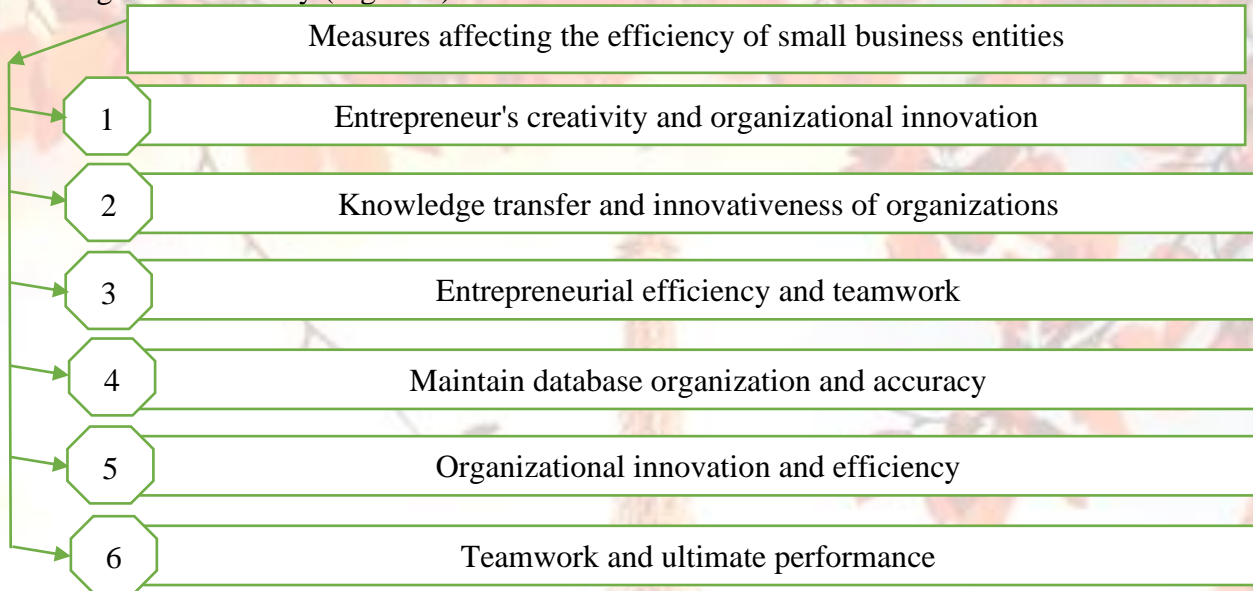 Measures affecting the efficiency of small business entities
1 Entrepreneur's creativity and organizational innovation
2 Knowledge transfer and innovativeness of organizations
3 Entrepreneurial efficiency and teamwork
4 Maintain database organization and accuracy
5 Organizational innovation and efficiency
6 Teamwork and ultimate performance